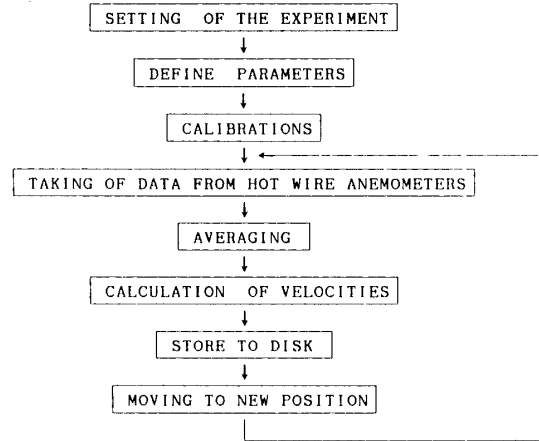 SETTING OF THE EXPERIMENT
DEFINE PARAMETERS
CALIBRATIONS
TAKING OF DATA FROM HOT WIRE ANEMOMETERS
AVERAGING
CALCULATION OF VELOCITIES
STORE TO DISK
MOVING TO NEW POSITION